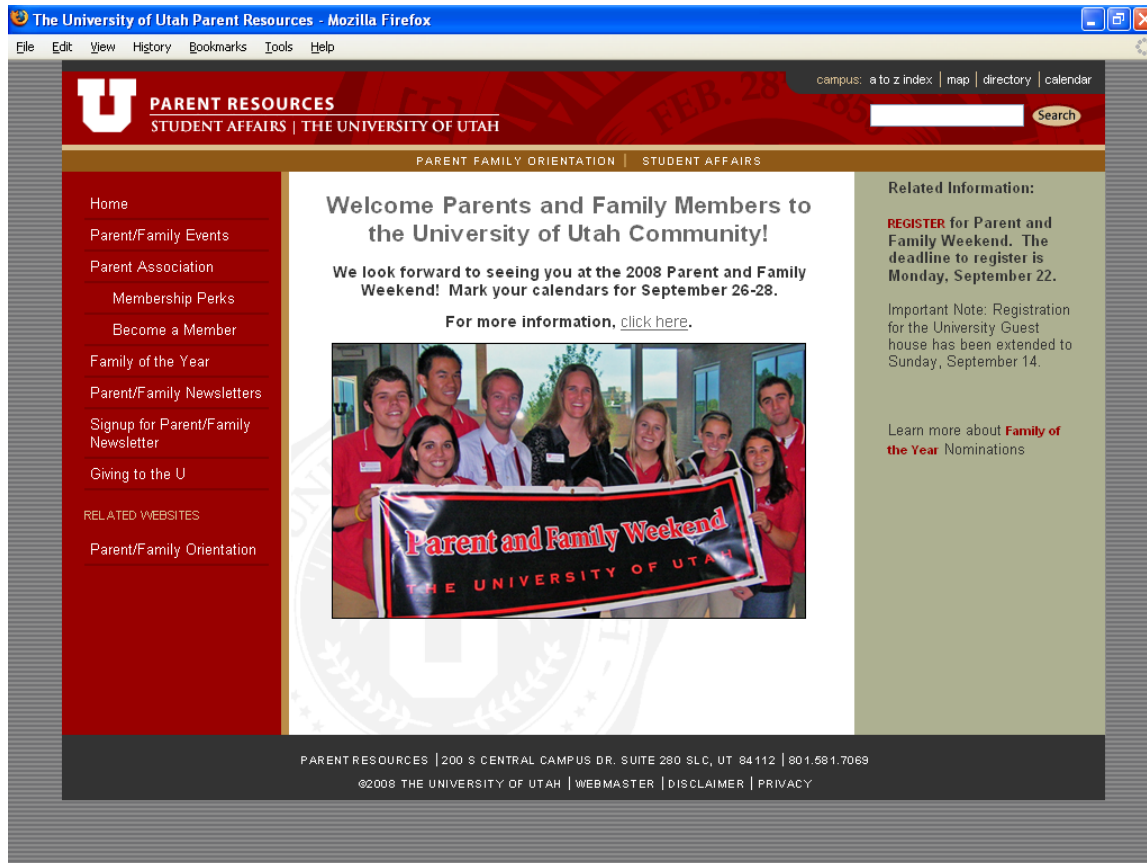 The University of Utah Parent Resources - Mozilla Firefox
File Edit View History Bookmarks Tools Help
campus: a to z index | map | directory | calendar
U
PARENT RESOURCES
STUDENT AFFAIRS | THE UNIVERSITY OF UTAH
FEB. 28 1850
Search
PARENT FAMILY ORIENTATION | STUDENT AFFAIRS
Home
Parent/Family Events
Parent Association
Membership Perks
Become a Member
Family of the Year
Parent/Family Newsletters
Signup for Parent/Family
Newsletter
Giving to the U
RELATED WEBSITES
Parent/Family Orientation
Welcome Parents and Family Members to
the University of Utah Community!
We look forward to seeing you at the 2008 Parent and Family
Weekend! Mark your calendars for September 26-28.
For more information, click here.
Parent and Family Weekend
THE UNIVERSITY OF UTAH
Related Information:
REGISTER for Parent and
Family Weekend. The
deadline to register is
Monday, September 22.
Important Note: Registration
for the University Guest
house has been extended to
Sunday, September 14.
Learn more about Family of
the Year Nominations
PARENT RESOURCES | 200 S CENTRAL CAMPUS DR. SUITE 280 SLC, UT 84112 | 801.581.7069
©2008 THE UNIVERSITY OF UTAH | WEBMASTER | DISCLAIMER | PRIVACY